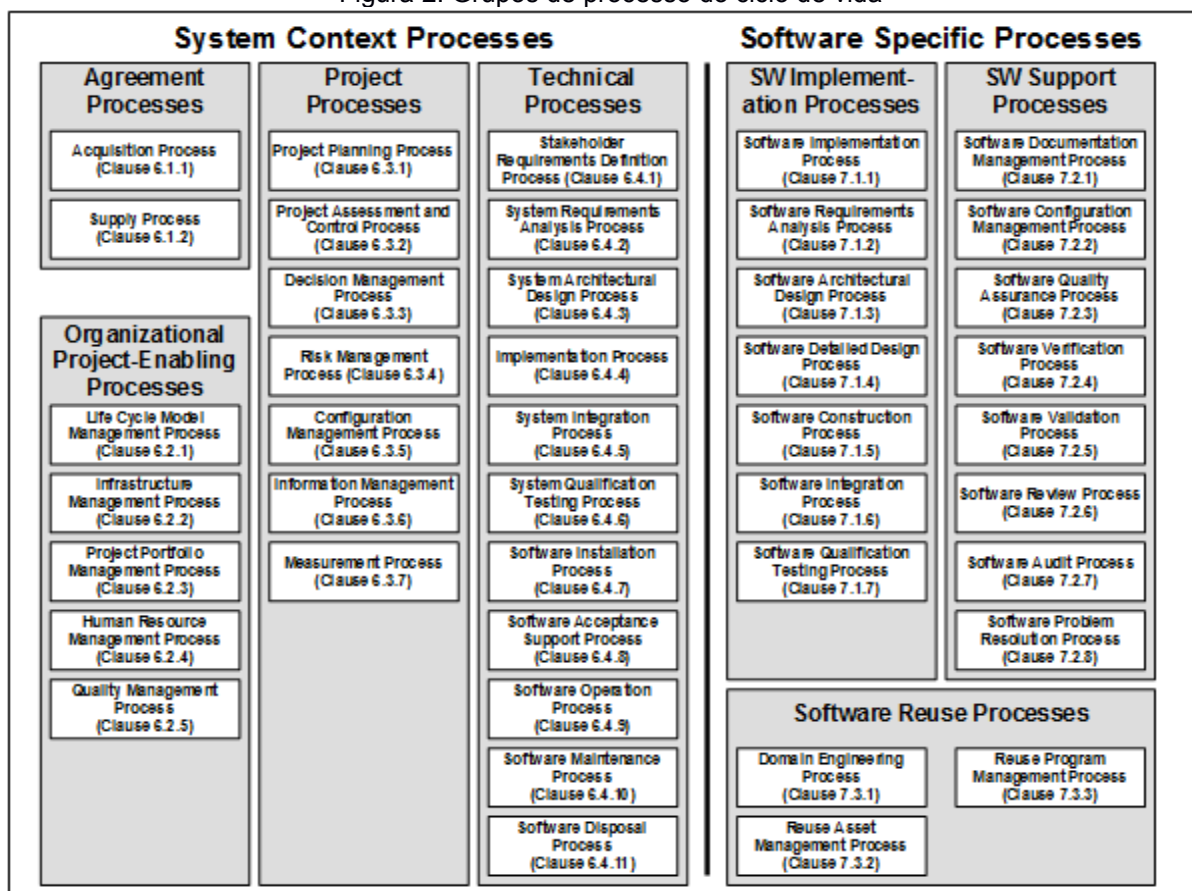 Figura 2: Grupos de processo do ciclo de vida
System Context Processes
Agreement
Processes
Acquisition Process
(Clause 6.1.1)
Supply Process
(Clause 6.1.2)
Organizational
Project-Enabling
Processes
Life Cycle Model
Management Process
(Clause 6.2.1)
Infrastructure
Management Process
(Clause 6.2.2)
Project Portfolio
Management Process
(Clause 6.2.3)
Human Resource
Management Process
(Clause 6.2.4)
Quality Management
Process
(Clause 6.2.5)
Project
Processes
Project Planning Process
(Clause 6.3.1)
Project Assessment and
Control Process
(Clause 6.3.2)
Decision Management
Process
(Clause 6.3.3)
Risk Management
Process (Clause 6.3.4)
Configuration
Management Process
(Clause 6.3.5)
Information Management
Process
(Clause 6.3.6)
Measurement Process
(Clause 6.3.7)
Technical
Processes
Stakeholder
Requirements Definition
Process (Clause 6.4.1)
System Requirements
Analysis Process
(Clause 6.4.2)
System Architectural
Design Process
(Clause 6.4.3)
Implementation Process
(Clause 6.4.4)
System Integration
Process
(Clause 6.4.5)
System Qualification
Testing Process
(Clause 6.4.6)
Software Installation
Process
(Clause 6.4.7)
Software Acceptance
Support Process
(Clause 6.4.8)
Software Operation
Process
(Clause 6.4.9)
Software Maintenance
Process
(Clause 6.4.10)
Software Disposal
Process
(Clause 6.4.11)
Software Specific Processes
SW Implement-
ation Processes
Software Implementation
Process
(Clause 7.1.1)
Software Requirements
Analysis Process
(Clause 7.1.2)
Software Architectural
Design Process
(Clause 7.1.3)
Software Detailed Design
Process
(Clause 7.1.4)
Software Construction
Process
(Clause 7.1.5)
Software Integration
Process
(Clause 7.1.6)
Software Qualification
Testing Process
(Clause 7.1.7)
SW Support
Processes
Software Documentation
Management Process
(Clause 7.2.1)
Software Configuration
Management Process
(Clause 7.2.2)
Software Quality
Assurance Process
(Clause 7.2.3)
Software Verification
Process
(Clause 7.2.4)
Software Validation
Process
(Clause 7.2.5)
Software Review Process
(Clause 7.2.6)
Software Audit Process
(Clause 7.2.7)
Software Problem
Resolution Process
(Clause 7.2.8)
Software Reuse Processes
Domain Engineering
Process
(Clause 7.3.1)
Reuse Asset
Management Process
(Clause 7.3.2)
Reuse Program
Management Process
(Clause 7.3.3)